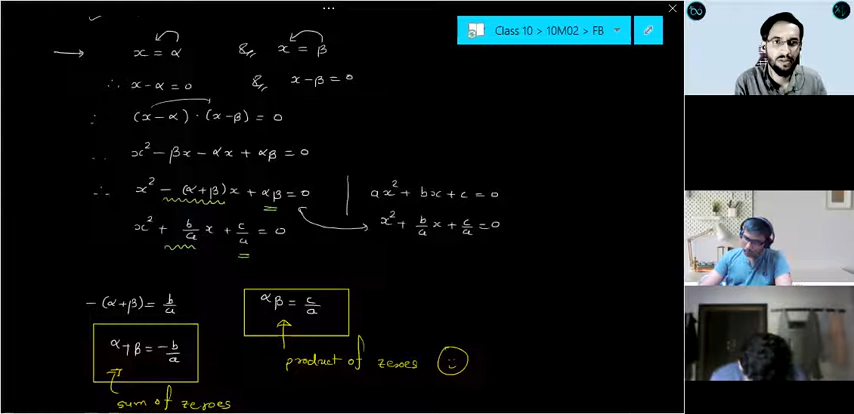 Class 10 > 10M02 > FB
→ x = α & x = β
∴ x-α = 0 & x-β = 0
∴ (x-α) · (x-β) = 0
∴ x² - βx - αx + αβ = 0
∴ x² - (α+β)x + αβ = 0 | ax² + bx + c = 0
x² + b/a x + c/a = 0 → x² + b/a x + c/a = 0
-(α+β) = b/a
αβ = c/a
α+β = -b/a
product of zeroes
sum of zeroes